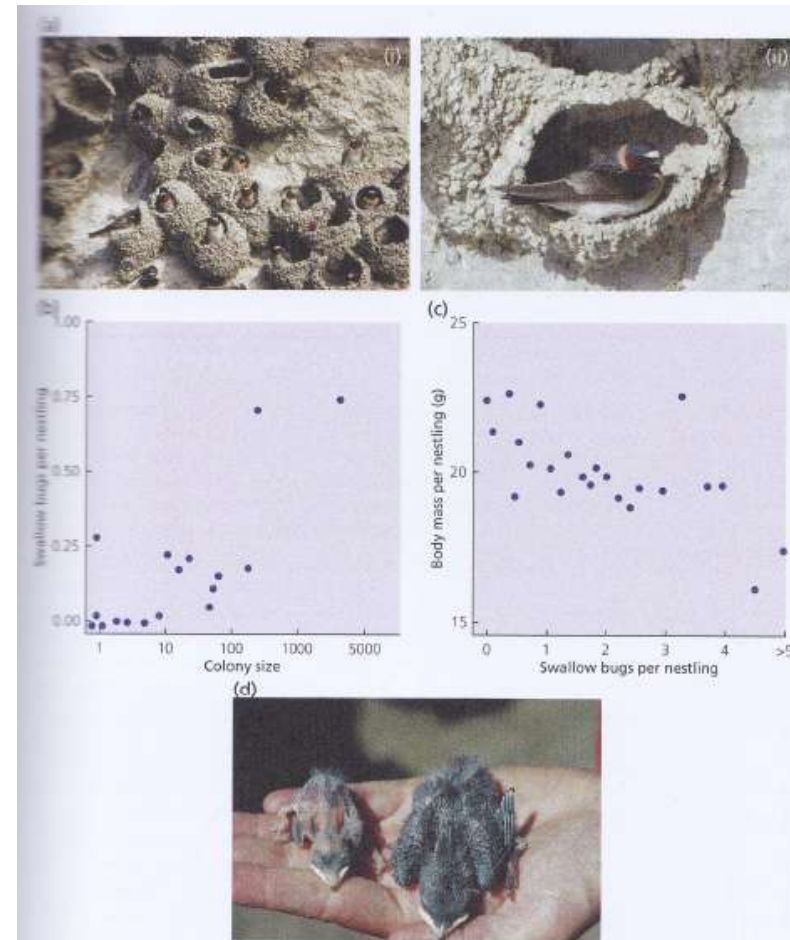 (i)
(ii)
1.00
0.75
0.50
0.25
0.00
Swallow bugs per nestling
1
10
100
1000
5000
Colony size
(c)
25
20
15
Body mass per nestling (g)
0
1
2
3
4
>5
Swallow bugs per nestling
(d)